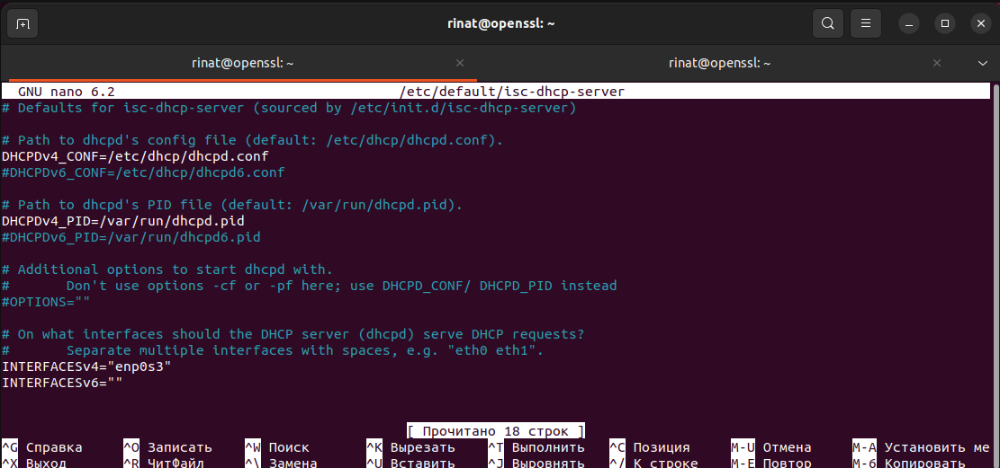 rinat@openssl: ~
rinat@openssl: ~
rinat@openssl: ~
GNU nano 6.2 /etc/default/isc-dhcp-server
# Defaults for isc-dhcp-server (sourced by /etc/init.d/isc-dhcp-server)
# Path to dhcpd's config file (default: /etc/dhcp/dhcpd.conf).
DHCPDv4_CONF=/etc/dhcp/dhcpd.conf
#DHCPDv6_CONF=/etc/dhcp/dhcpd6.conf
# Path to dhcpd's PID file (default: /var/run/dhcpd.pid).
DHCPDv4_PID=/var/run/dhcpd.pid
#DHCPDv6_PID=/var/run/dhcpd6.pid
# Additional options to start dhcpd with.
#       Don't use options -cf or -pf here; use DHCPD_CONF/ DHCPD_PID instead
#OPTIONS=""
# On what interfaces should the DHCP server (dhcpd) serve DHCP requests?
#       Separate multiple interfaces with spaces, e.g. "eth0 eth1".
INTERFACESv4="enp0s3"
INTERFACESv6=""
[ Прочитано 18 строк ]
^G Справка ^O Записать ^W Поиск ^K Вырезать ^T Выполнить ^C Позиция M-U Отмена M-A Установить ме
^X Выход ^R ЧитФайл ^\ Замена ^U Вставить ^J Выровнять ^/ К строке M-E Повтор M-6 Копировать